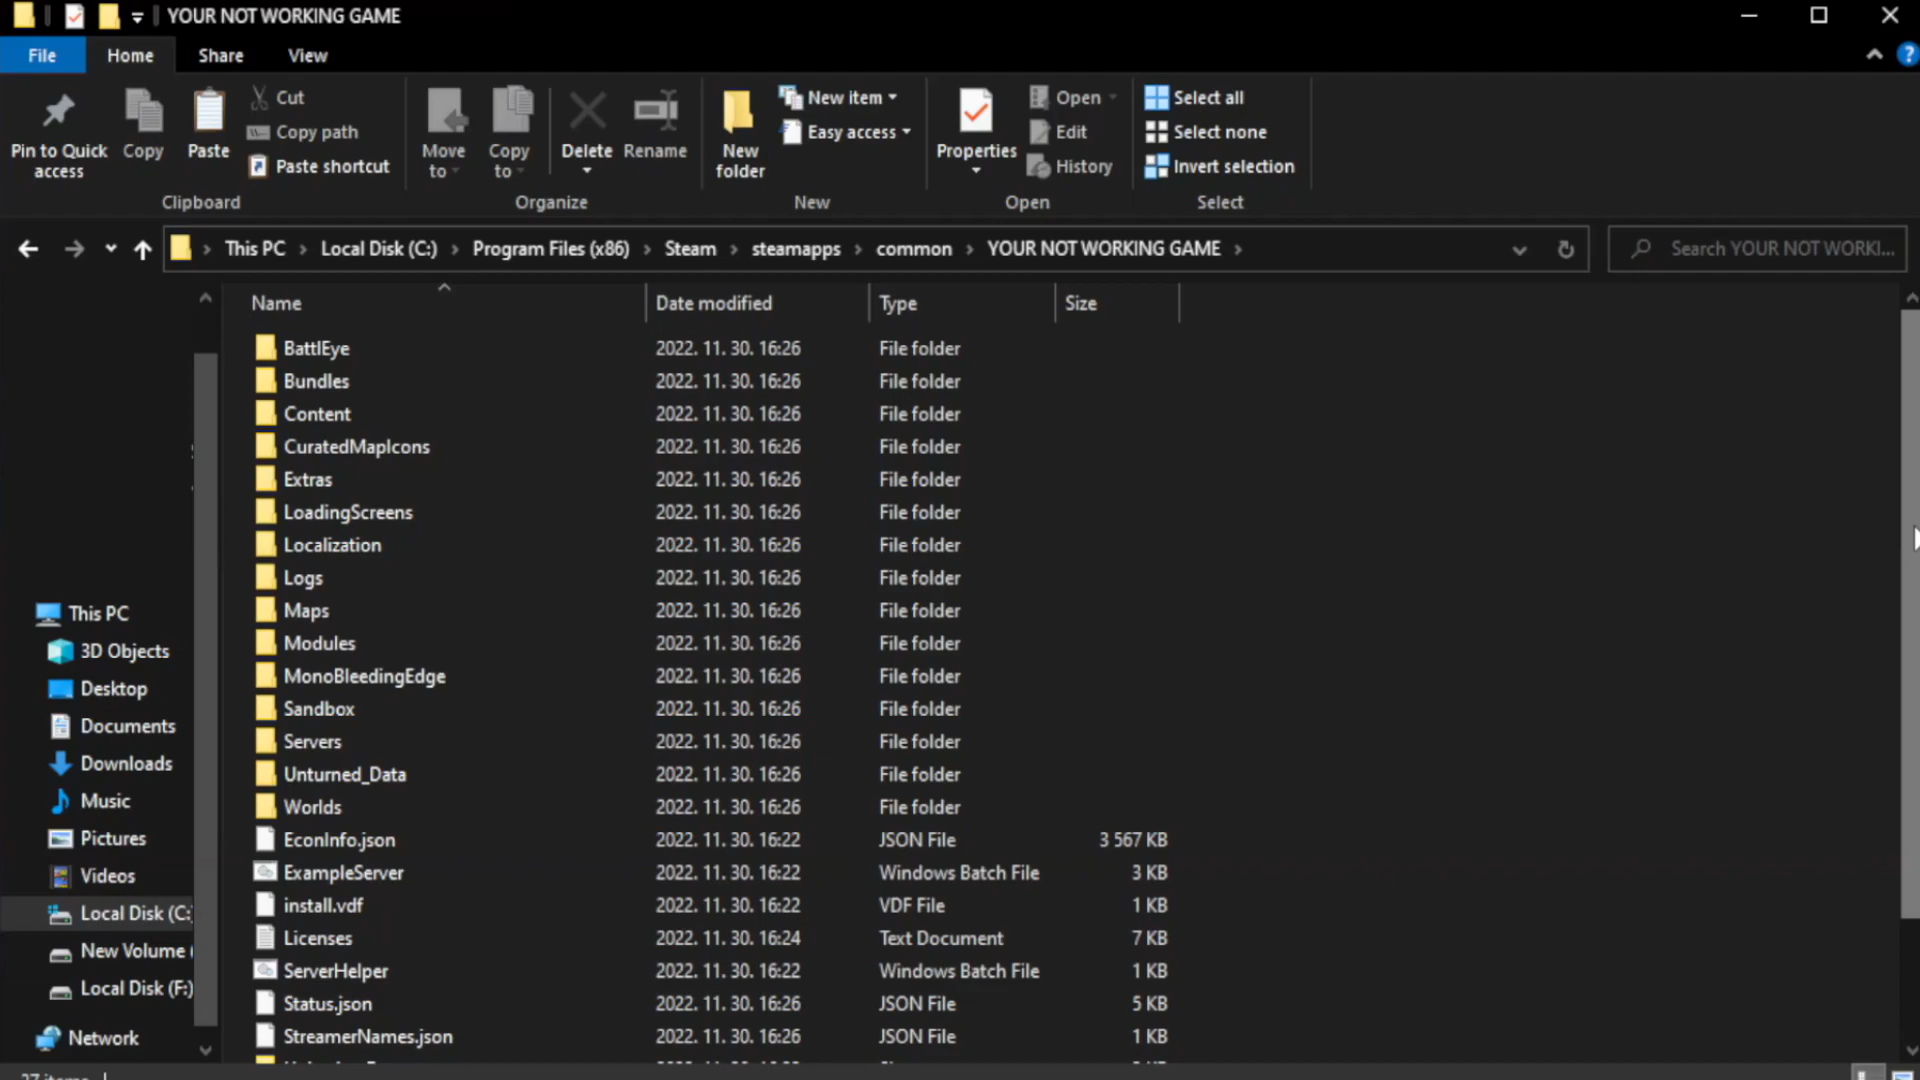 YOUR NOT WORKING GAME
File Home Share View
Pin to Quick access
Copy
Paste
Cut
Copy path
Paste shortcut
Clipboard
Move to
Copy to
Delete
Rename
Organize
New folder
New item
Easy access
New
Properties
Open
Edit
History
Open
Select all
Select none
Invert selection
Select
This PC > Local Disk (C:) > Program Files (x86) > Steam > steamapps > common > YOUR NOT WORKING GAME >
Search YOUR NOT WORKI...
This PC
3D Objects
Desktop
Documents
Downloads
Music
Pictures
Videos
Local Disk (C:
New Volume (
Local Disk (F:)
Network
Name Date modified Type Size
BattlEye 2022. 11. 30. 16:26 File folder
Bundles 2022. 11. 30. 16:26 File folder
Content 2022. 11. 30. 16:26 File folder
CuratedMapIcons 2022. 11. 30. 16:26 File folder
Extras 2022. 11. 30. 16:26 File folder
LoadingScreens 2022. 11. 30. 16:26 File folder
Localization 2022. 11. 30. 16:26 File folder
Logs 2022. 11. 30. 16:26 File folder
Maps 2022. 11. 30. 16:26 File folder
Modules 2022. 11. 30. 16:26 File folder
MonoBleedingEdge 2022. 11. 30. 16:26 File folder
Sandbox 2022. 11. 30. 16:26 File folder
Servers 2022. 11. 30. 16:26 File folder
Unturned_Data 2022. 11. 30. 16:26 File folder
Worlds 2022. 11. 30. 16:26 File folder
EconInfo.json 2022. 11. 30. 16:22 JSON File 3 567 KB
ExampleServer 2022. 11. 30. 16:22 Windows Batch File 3 KB
install.vdf 2022. 11. 30. 16:22 VDF File 1 KB
Licenses 2022. 11. 30. 16:24 Text Document 7 KB
ServerHelper 2022. 11. 30. 16:22 Windows Batch File 1 KB
Status.json 2022. 11. 30. 16:26 JSON File 5 KB
StreamerNames.json 2022. 11. 30. 16:26 JSON File 1 KB